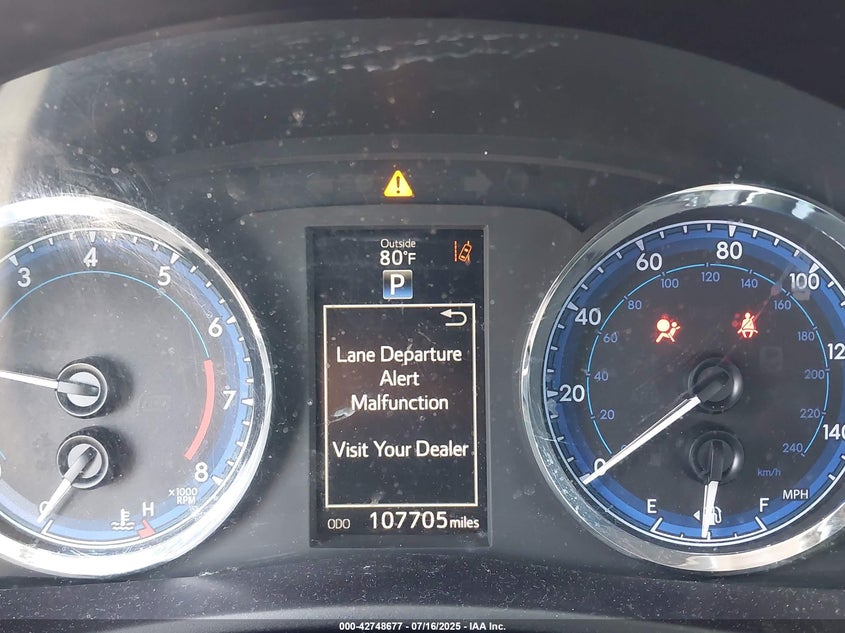 Outside
80°F
P
Lane Departure
Alert
Malfunction
Visit Your Dealer
ODO 107705 miles
3 4 5 6 7 8
x1000
RPM
H
0 20 40 60 80 100 120 140
20 40 60 80 100 120 140 160 180 200 220 240
km/h
MPH
E F
000-42748677 - 07/16/2025 - IAA Inc.